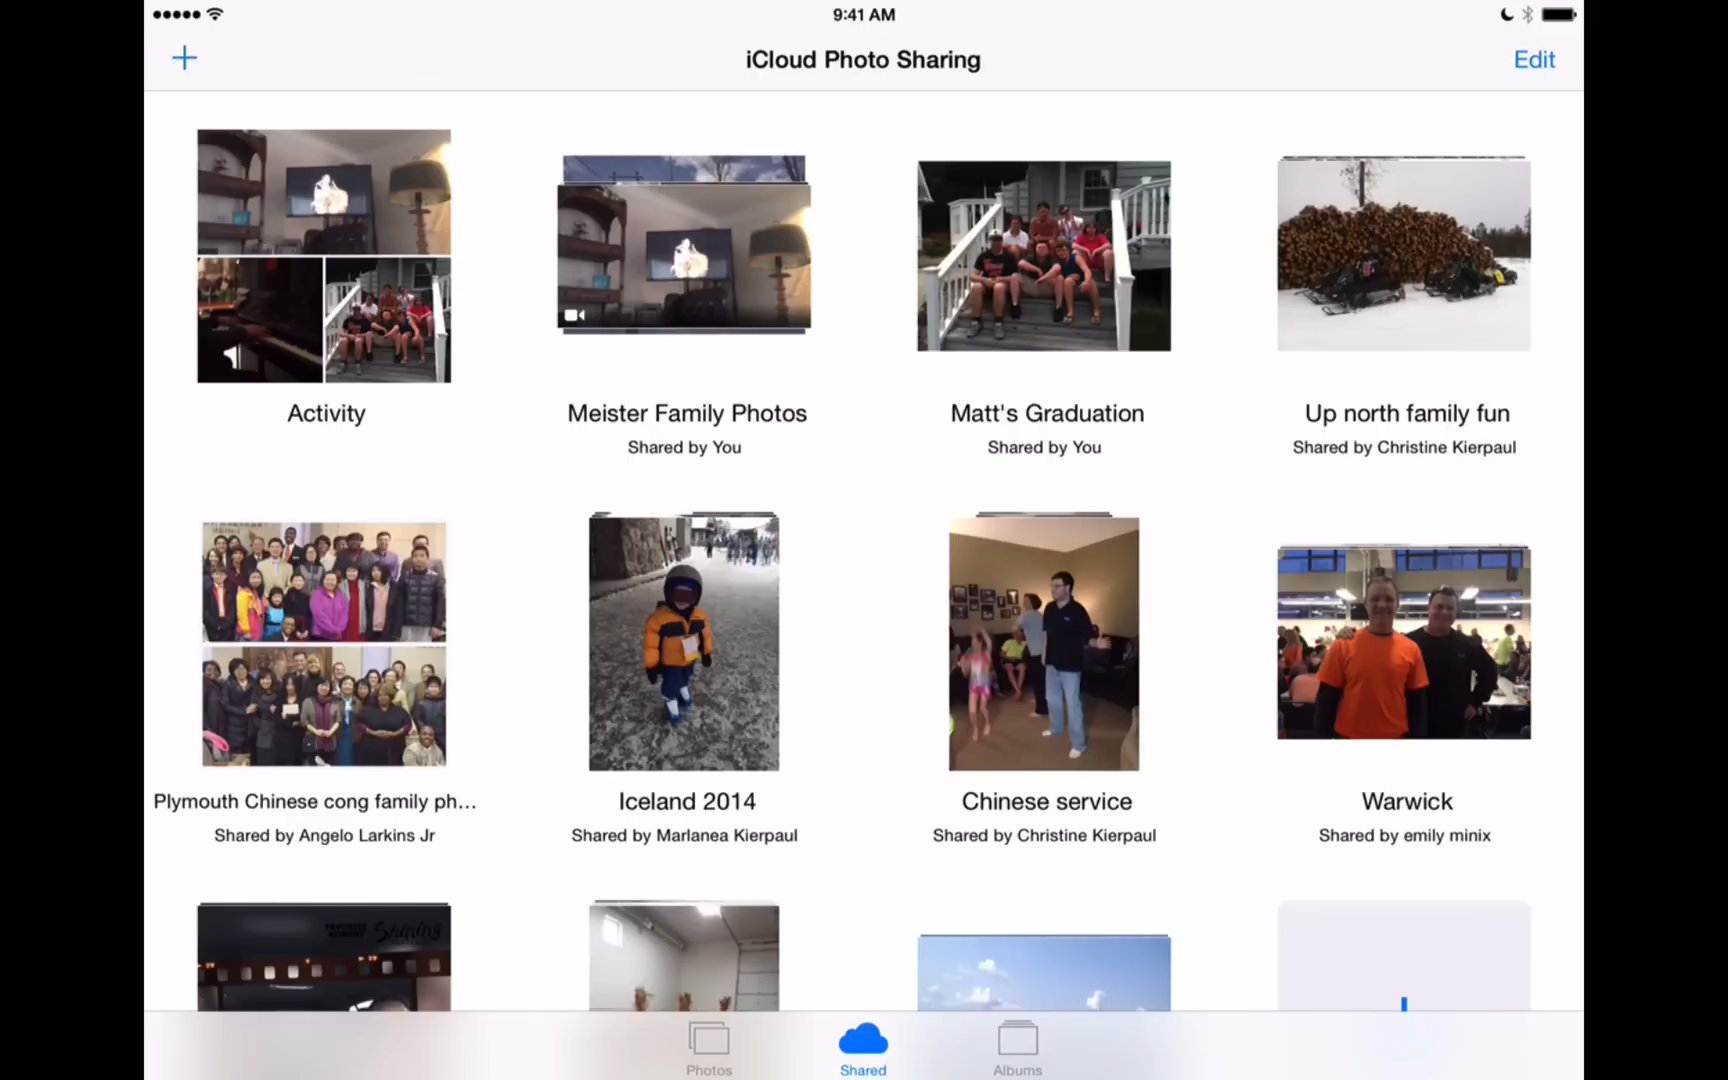 9:41 AM
iCloud Photo Sharing
Edit
Activity
Meister Family Photos
Shared by You
Matt's Graduation
Shared by You
Up north family fun
Shared by Christine Kierpaul
Plymouth Chinese cong family ph...
Shared by Angelo Larkins Jr
Iceland 2014
Shared by Marlanea Kierpaul
Chinese service
Shared by Christine Kierpaul
Warwick
Shared by emily minix
Photos
Shared
Albums